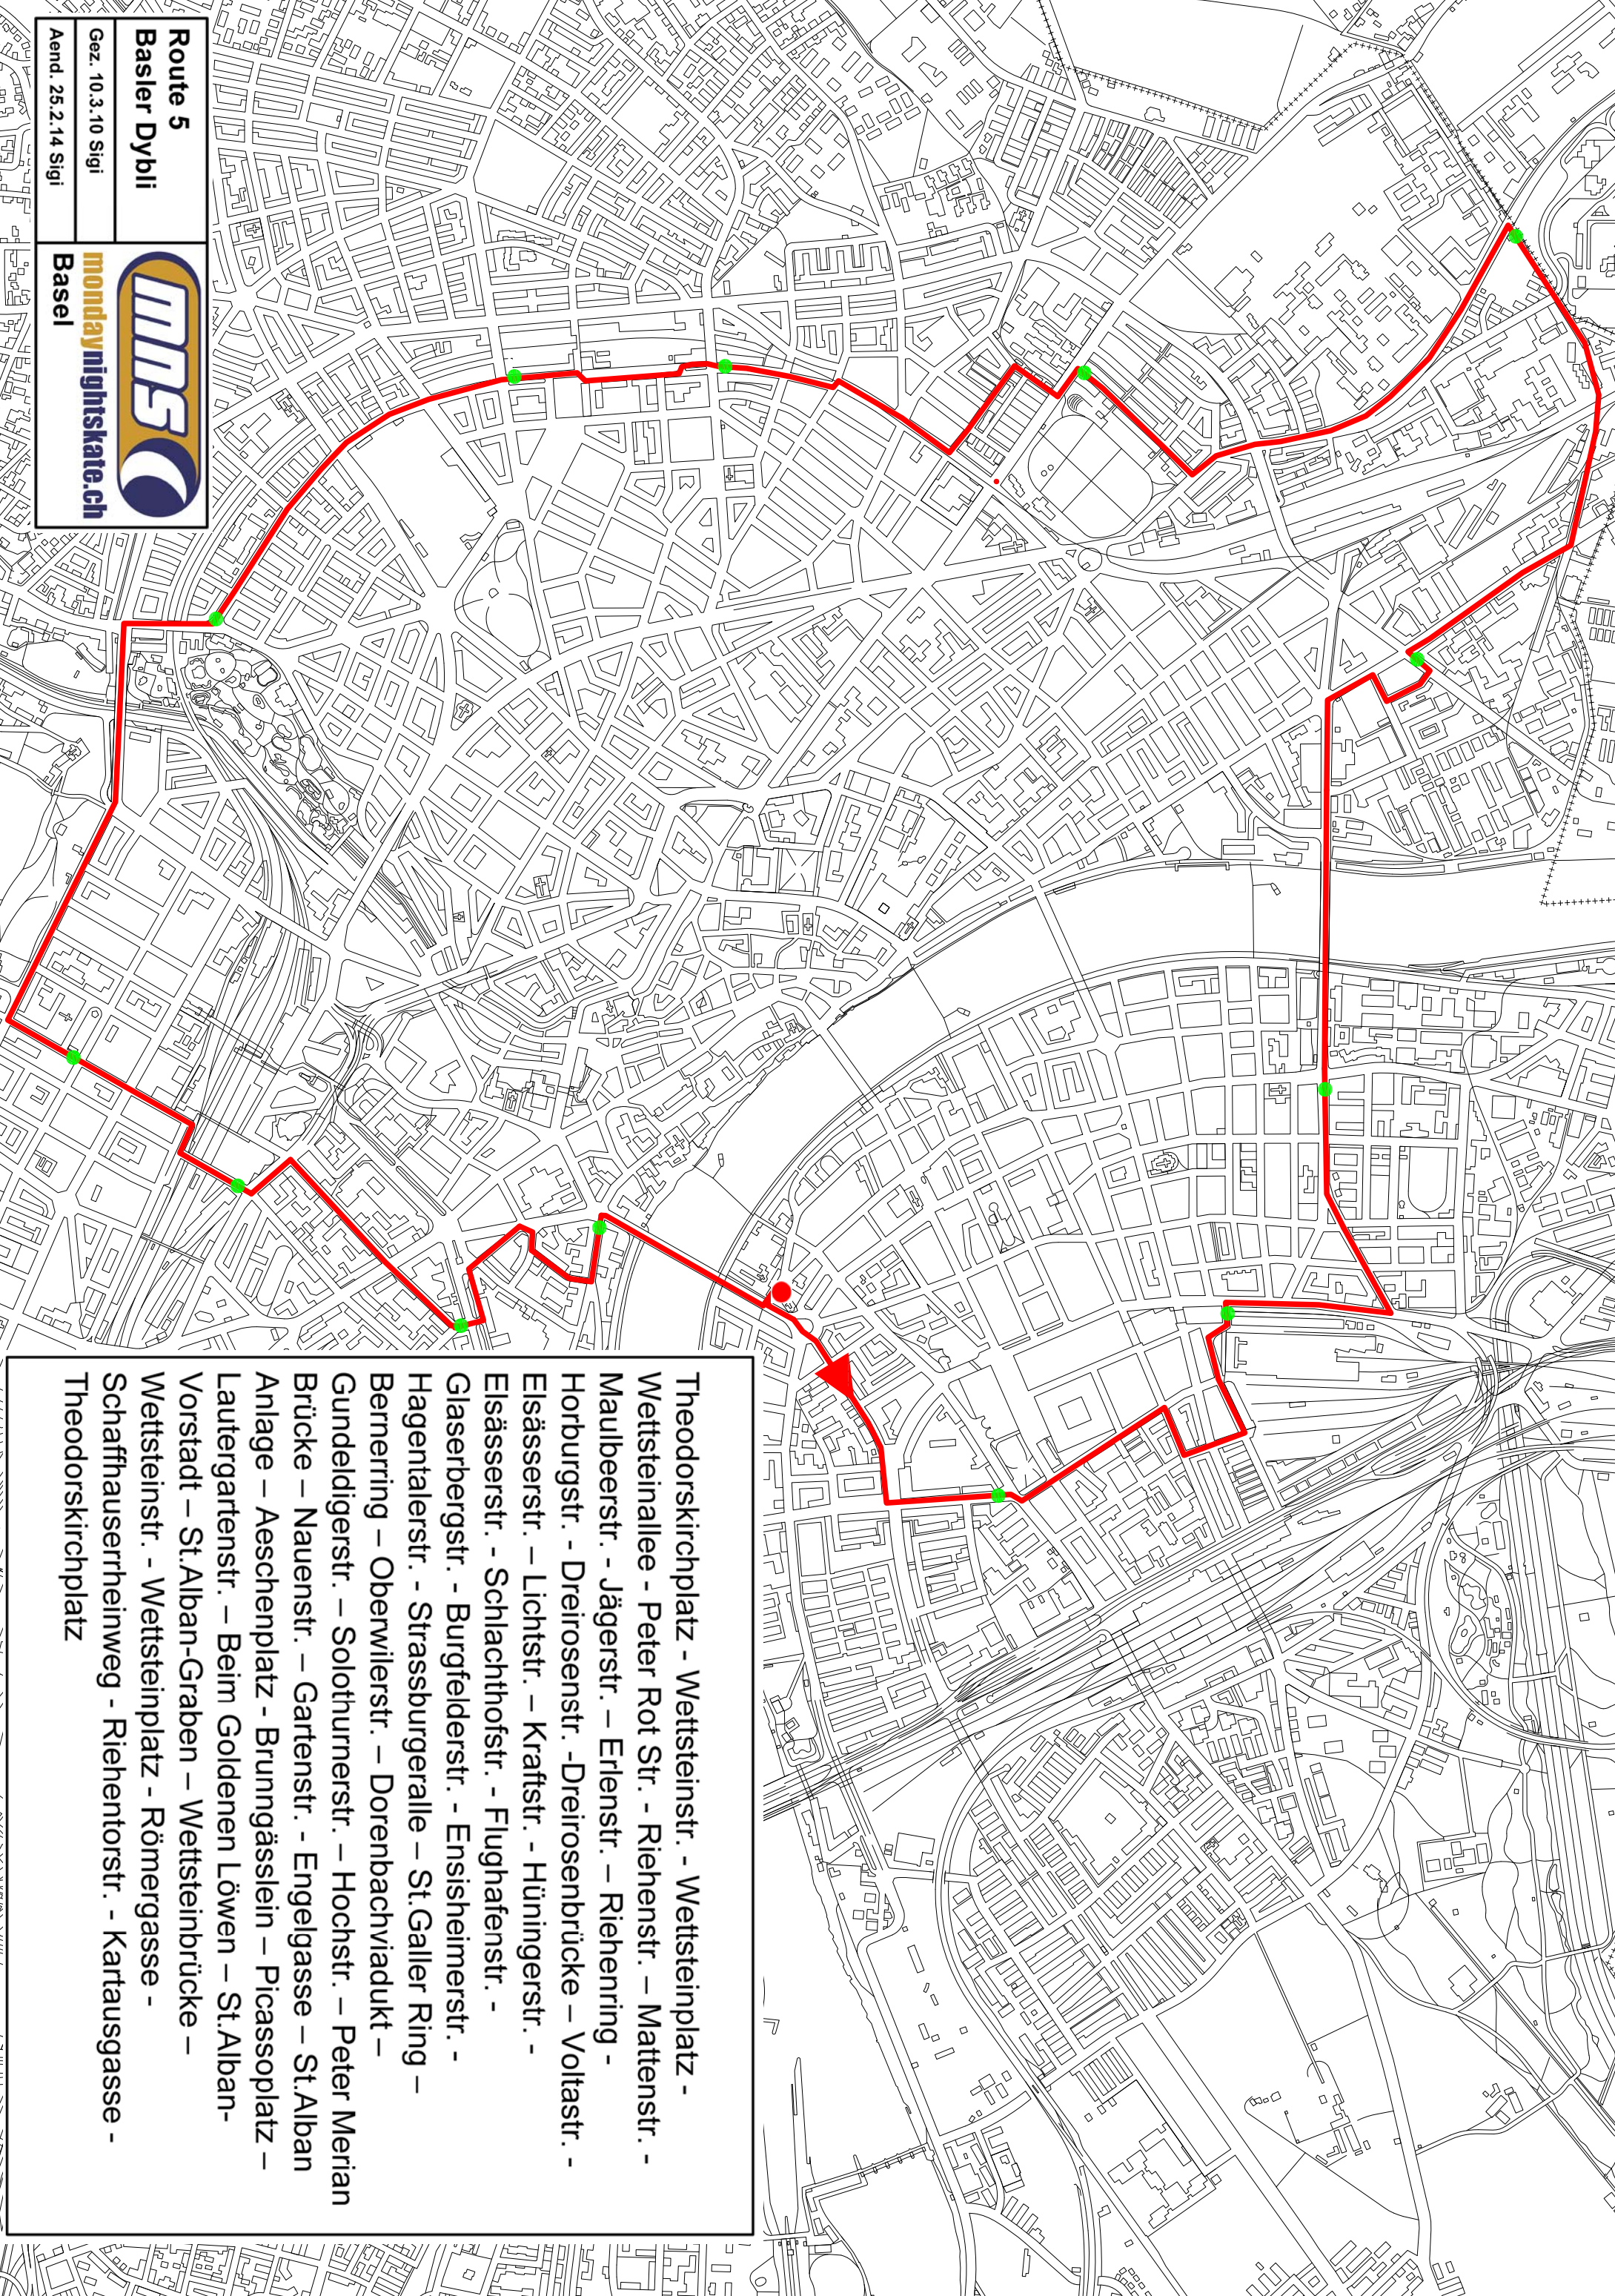 Route 5
Basler Dybli
Gez. 10.3.10 Sigi
Aend. 25.2.14 Sigi
mns
mondaynightskate.ch
Basel
Theodorskirchplatz - Wettsteinstr. - Wettsteinplatz -
Wettsteinallee - Peter Rot Str. - Riehenstr. – Mattenstr. -
Maulbeerstr. - Jägerstr. – Erlenstr. – Riehenring -
Horburgstr. - Dreirosenstr. -Dreirosenbrücke – Voltastr. -
Elsässerstr. – Lichtstr. – Kraftstr. - Hüningerstr. -
Elsässerstr. - Schlachthofstr. - Flughafenstr. -
Glaserbergstr. - Burgfelderstr. - Ensisheimerstr. -
Hagentalerstr. - Strassburgeralle – St.Galler Ring –
Bernerring – Oberwilerstr. – Dorenbachviadukt –
Gundeldigerstr. – Solothurnerstr. – Hochstr. – Peter Merian
Brücke – Nauenstr. – Gartenstr. - Engelgasse – St.Alban
Anlage – Aeschenplatz - Brunngässlein – Picassoplatz –
Lautergartenstr. – Beim Goldenen Löwen – St.Alban-
Vorstadt – St.Alban-Graben – Wettsteinbrücke –
Wettsteinstr. - Wettsteinplatz - Römergasse -
Schaffhauserrheinweg - Riehentorstr. - Kartausgasse -
Theodorskirchplatz